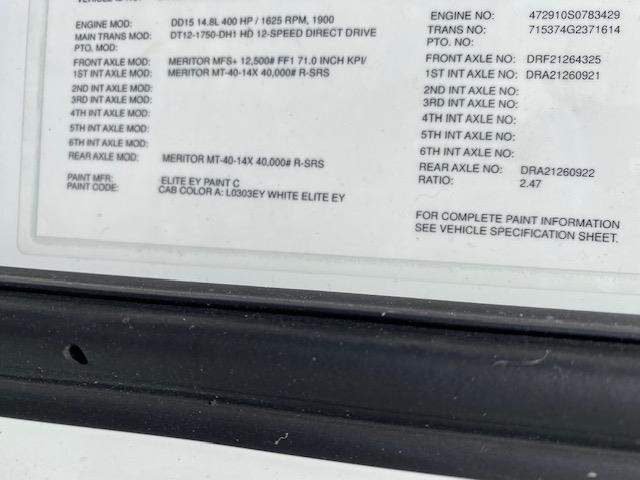 ENGINE MOD: DD15 14.8L 400 HP / 1625 RPM, 1900 ENGINE NO: 472910S0783429
MAIN TRANS MOD: DT12-1750-DH1 HD 12-SPEED DIRECT DRIVE TRANS NO: 715374G2371614
PTO. MOD: PTO. NO:
FRONT AXLE MOD: MERITOR MFS+ 12,500# FF1 71.0 INCH KPI/ FRONT AXLE NO: DRF21264325
1ST INT AXLE MOD: MERITOR MT-40-14X 40,000# R-SRS 1ST INT AXLE NO: DRA21260921
2ND INT AXLE MOD: 2ND INT AXLE NO:
3RD INT AXLE MOD: 3RD INT AXLE NO:
4TH INT AXLE MOD: 4TH INT AXLE NO:
5TH INT AXLE MOD: 5TH INT AXLE NO:
6TH INT AXLE MOD: 6TH INT AXLE NO:
REAR AXLE MOD: MERITOR MT-40-14X 40,000# R-SRS REAR AXLE NO: DRA21260922
RATIO: 2.47
PAINT MFR: ELITE EY PAINT C
PAINT CODE: CAB COLOR A: L0303EY WHITE ELITE EY
FOR COMPLETE PAINT INFORMATION
SEE VEHICLE SPECIFICATION SHEET.